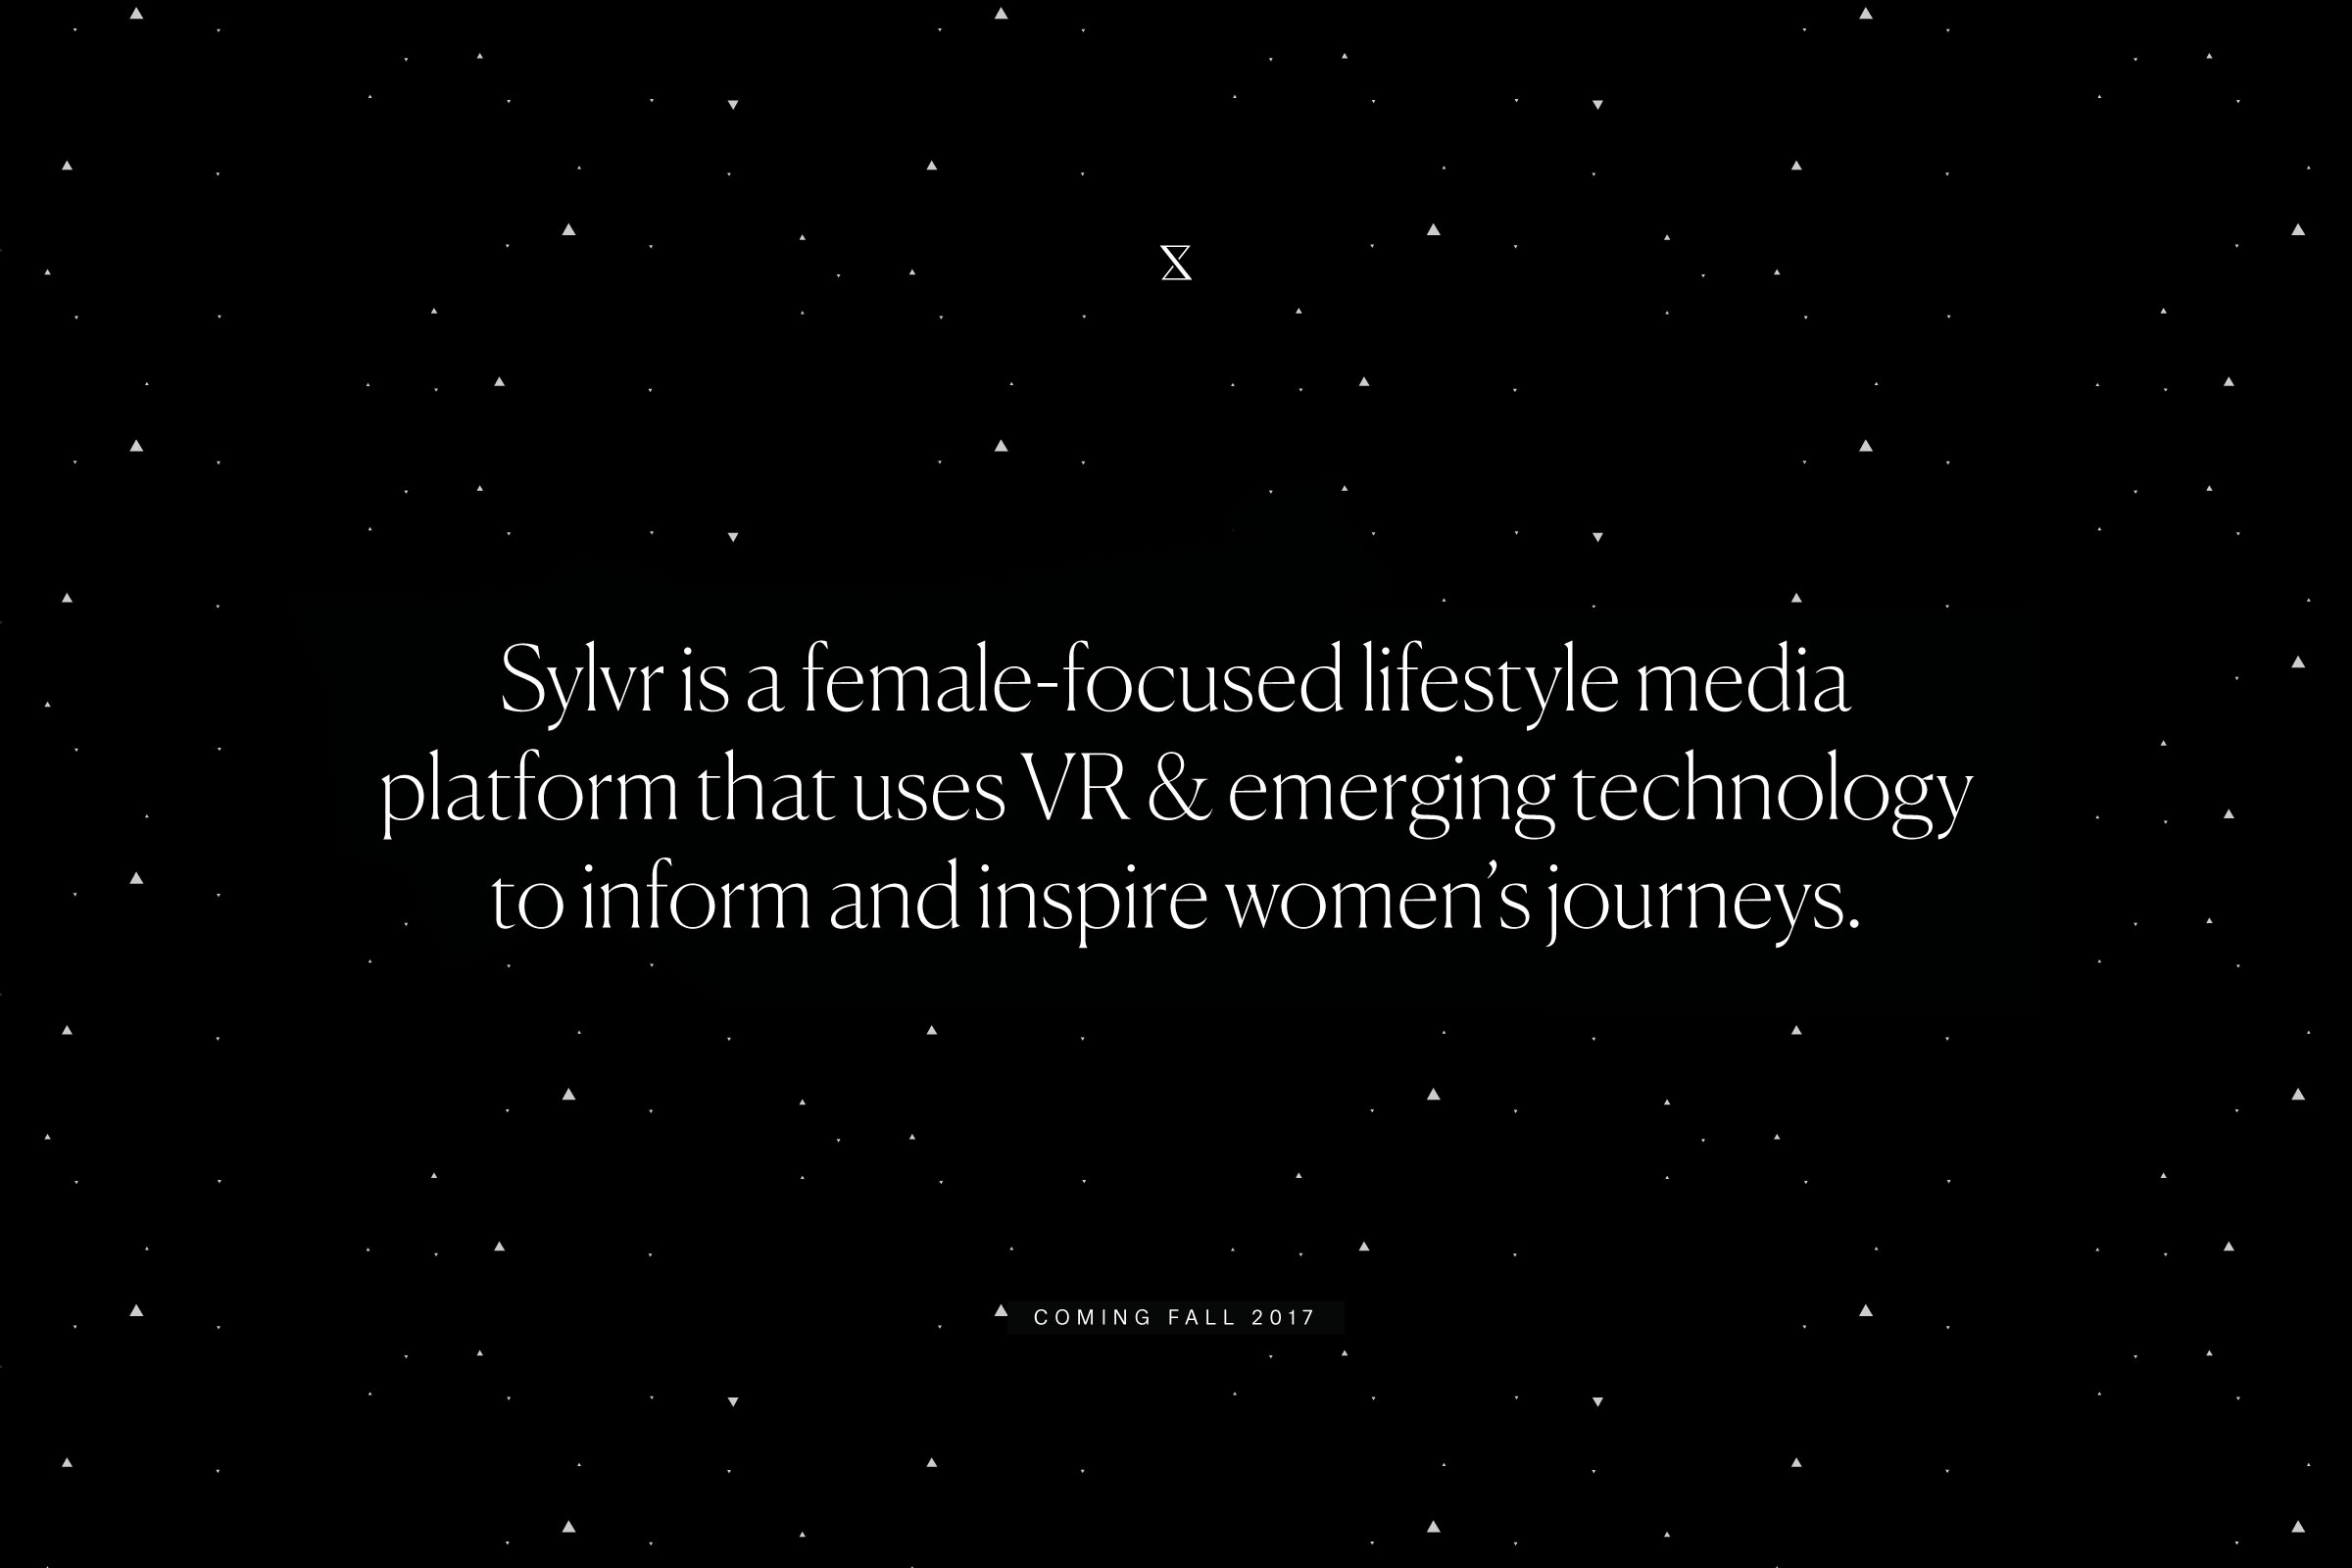 Sylvr is a female-focused lifestyle media
platform that uses VR & emerging technology
to inform and inspire women’s journeys.
COMING FALL 2017